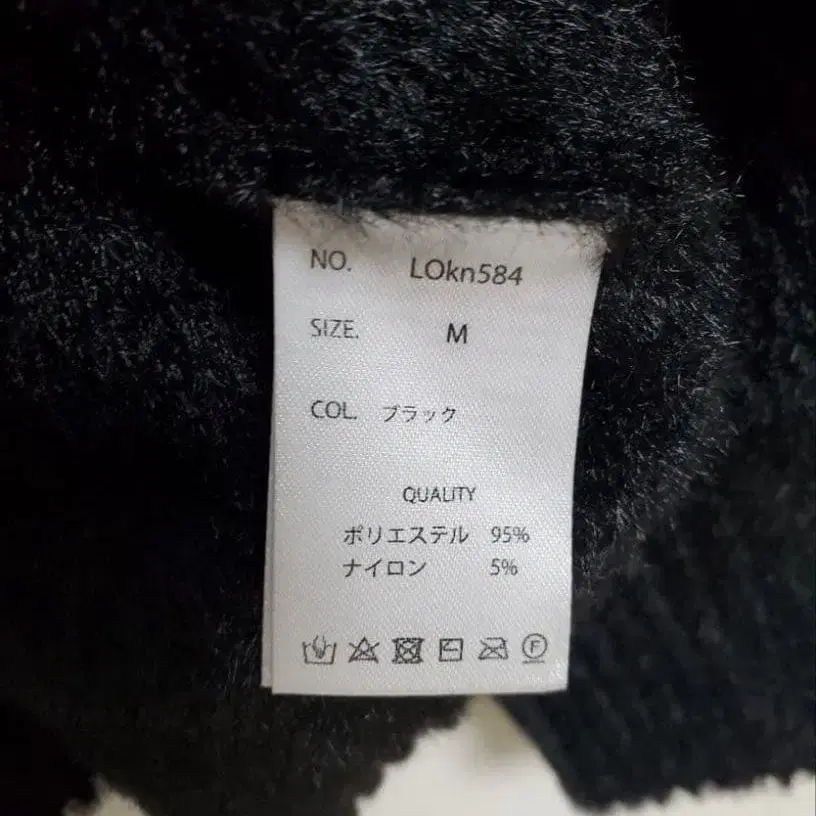 NO. LOkn584
SIZE. M
COL. ブラック
QUALITY
ポリエステル 95%
ナイロン 5%
F